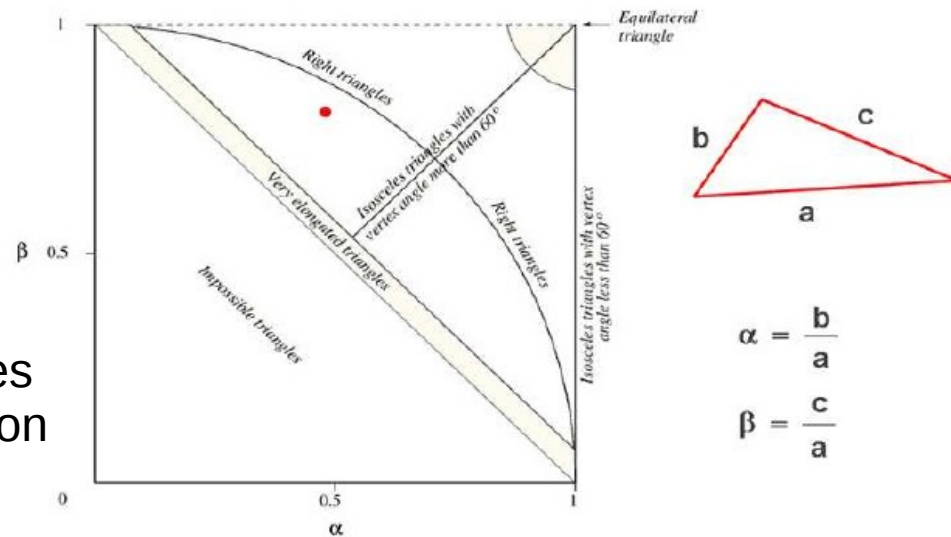 1
Equilateral
triangle
Right triangles
Isosceles triangles with
vertex angle more than 60°
Very elongated triangles
Right triangles
Isosceles triangles with vertex
angle less than 60°
β
0.5
Impossible triangles
es
on
0
0.5
1
α
b
c
a
α = b
a
β = c
a